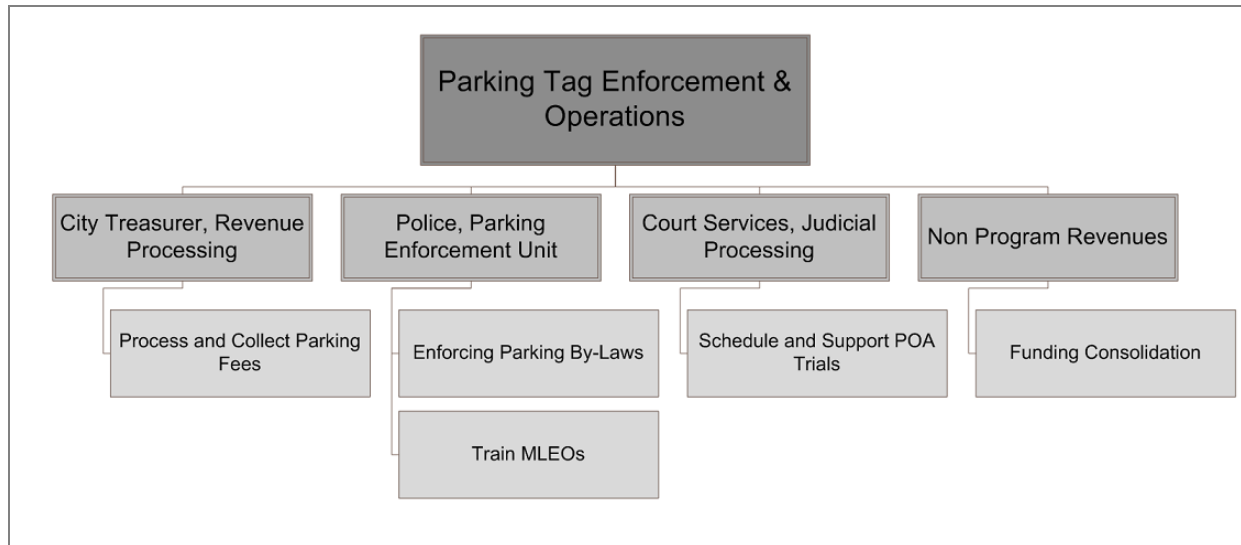 Parking Tag Enforcement &
Operations
City Treasurer, Revenue
Processing
Police, Parking
Enforcement Unit
Court Services, Judicial
Processing
Non Program Revenues
Process and Collect Parking
Fees
Enforcing Parking By-Laws
Schedule and Support POA
Trials
Funding Consolidation
Train MLEOs